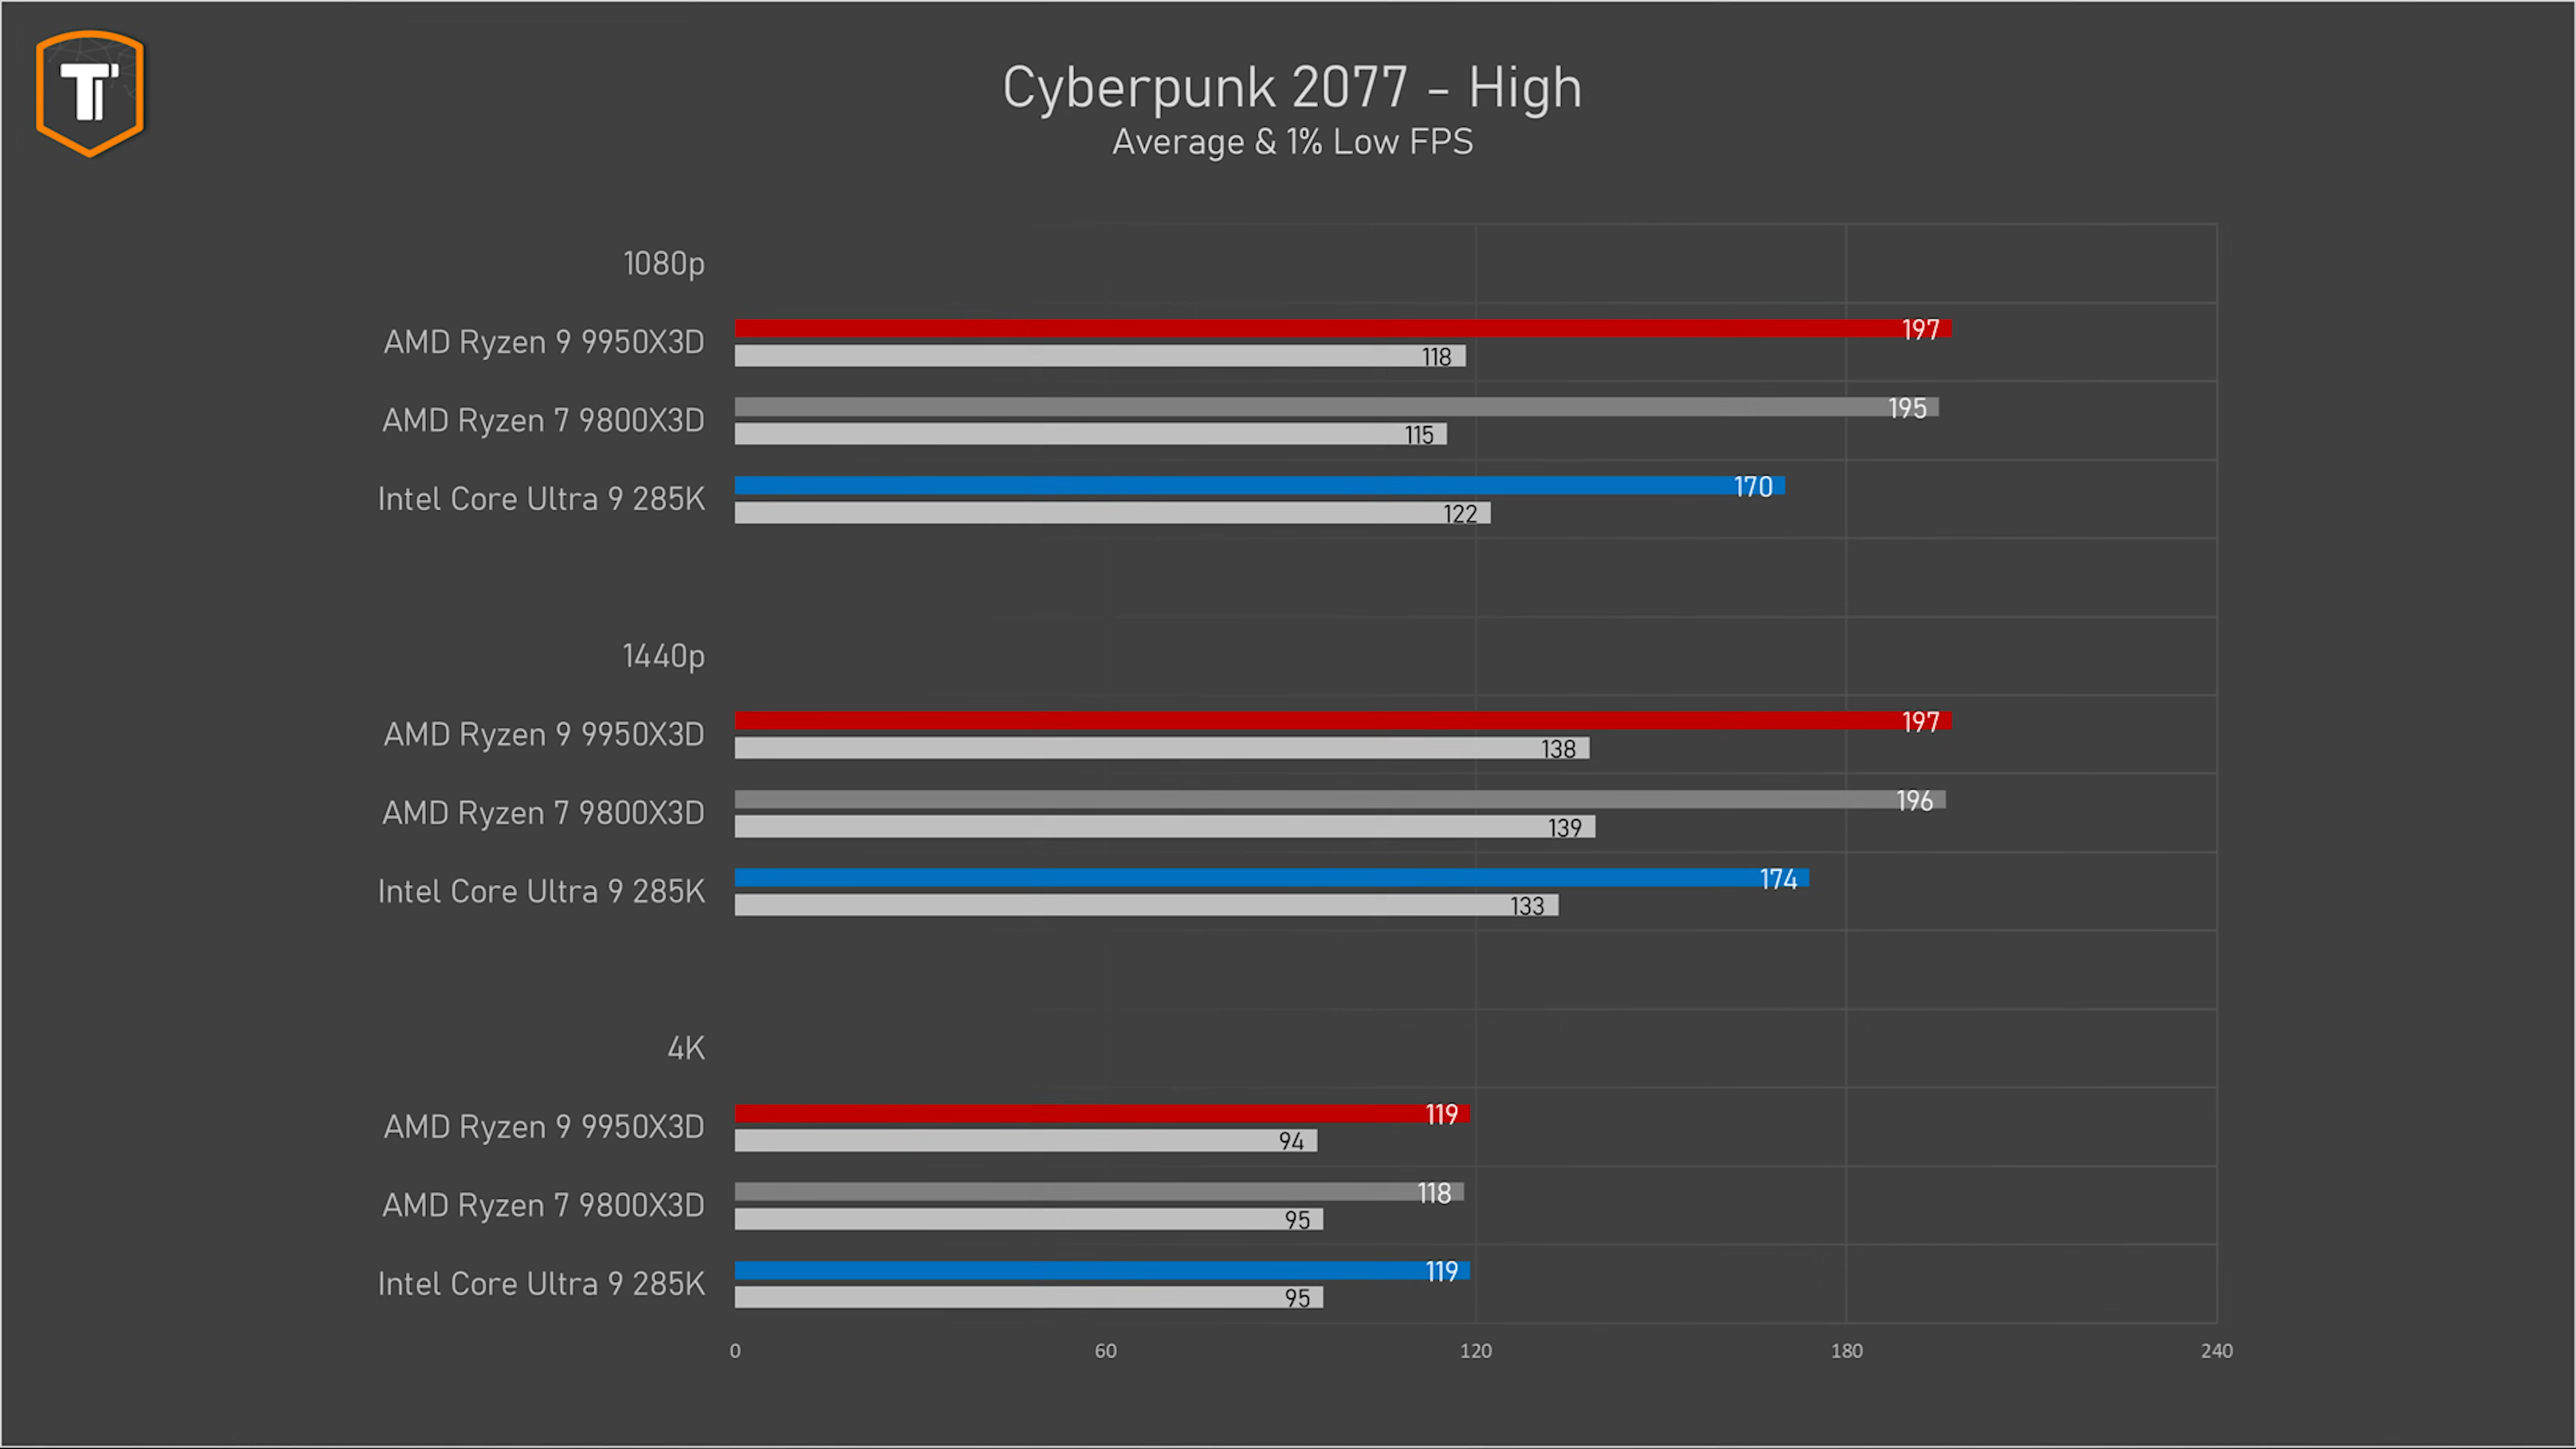 T
Cyberpunk 2077 - High
Average & 1% Low FPS
1080p
AMD Ryzen 9 9950X3D
197
118
AMD Ryzen 7 9800X3D
195
115
Intel Core Ultra 9 285K
170
122
1440p
AMD Ryzen 9 9950X3D
197
138
AMD Ryzen 7 9800X3D
196
139
Intel Core Ultra 9 285K
174
133
4K
AMD Ryzen 9 9950X3D
119
94
AMD Ryzen 7 9800X3D
118
95
Intel Core Ultra 9 285K
119
95
0 60 120 180 240